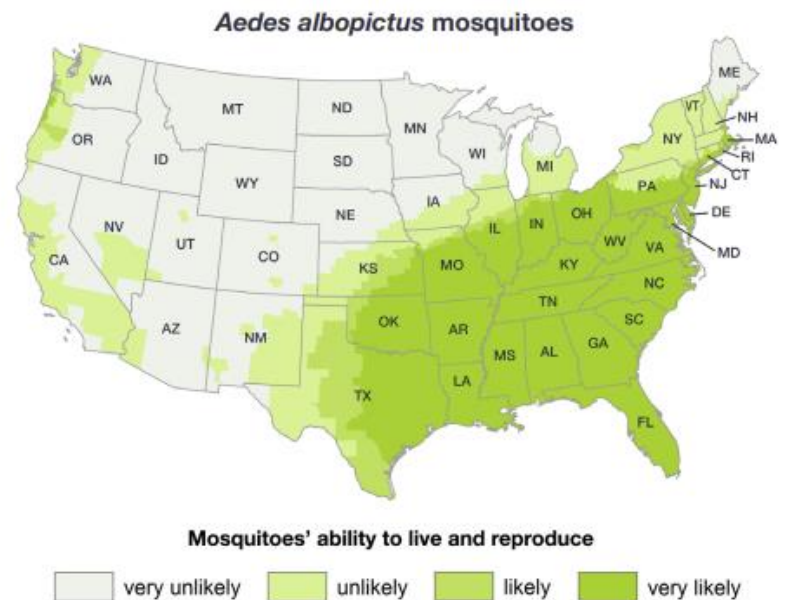 Aedes albopictus mosquitoes
ME
WA
MT
ND
MN
VT
NH
OR
ID
SD
WI
MI
NY
MA
RI
WY
CT
IA
PA
NJ
NE
NV
UT
IL
IN
OH
DE
CO
WV
VA
MD
CA
KS
MO
KY
NC
TN
OK
AR
SC
AZ
NM
MS
AL
GA
LA
TX
FL
Mosquitoes' ability to live and reproduce
very unlikely unlikely likely very likely